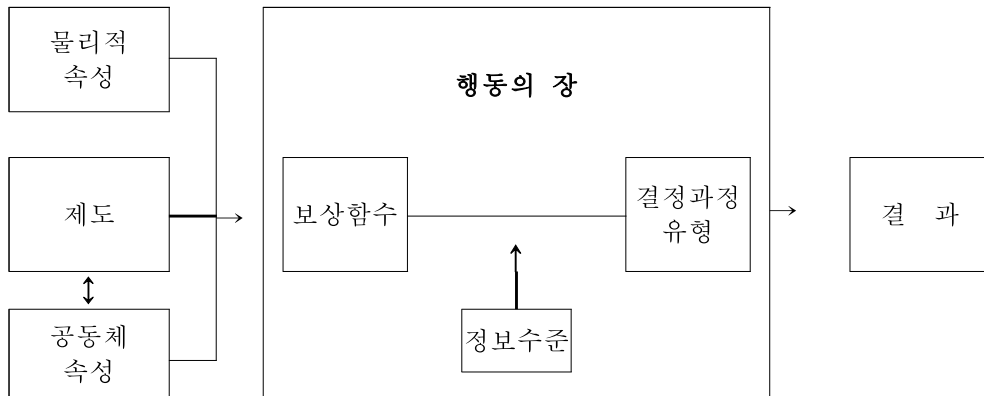 물리적
속성
행동의 장
제도
보상함수
결정과정
유형
결 과
정보수준
공동체
속성